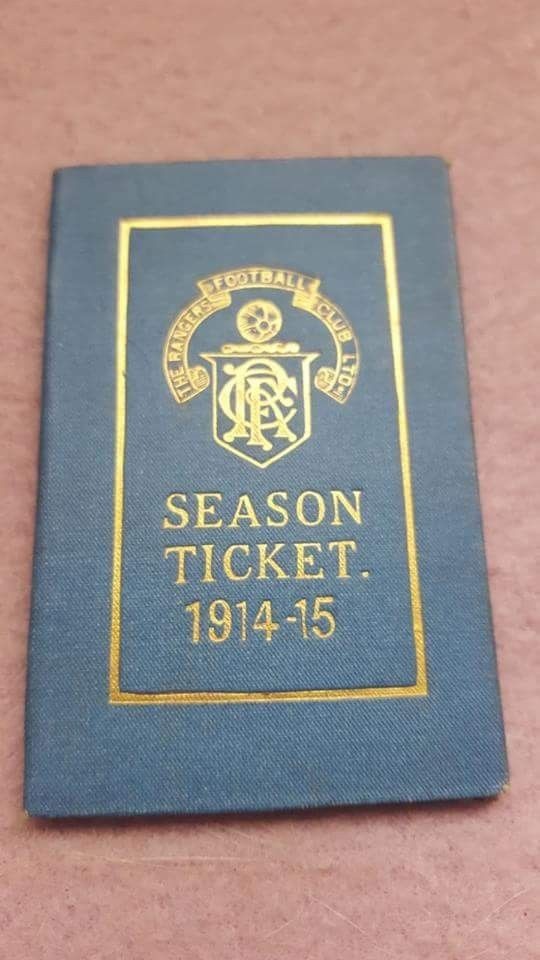 THE RANGERS FOOTBALL CLUB LTD
RFC
SEASON
TICKET.
1914-15